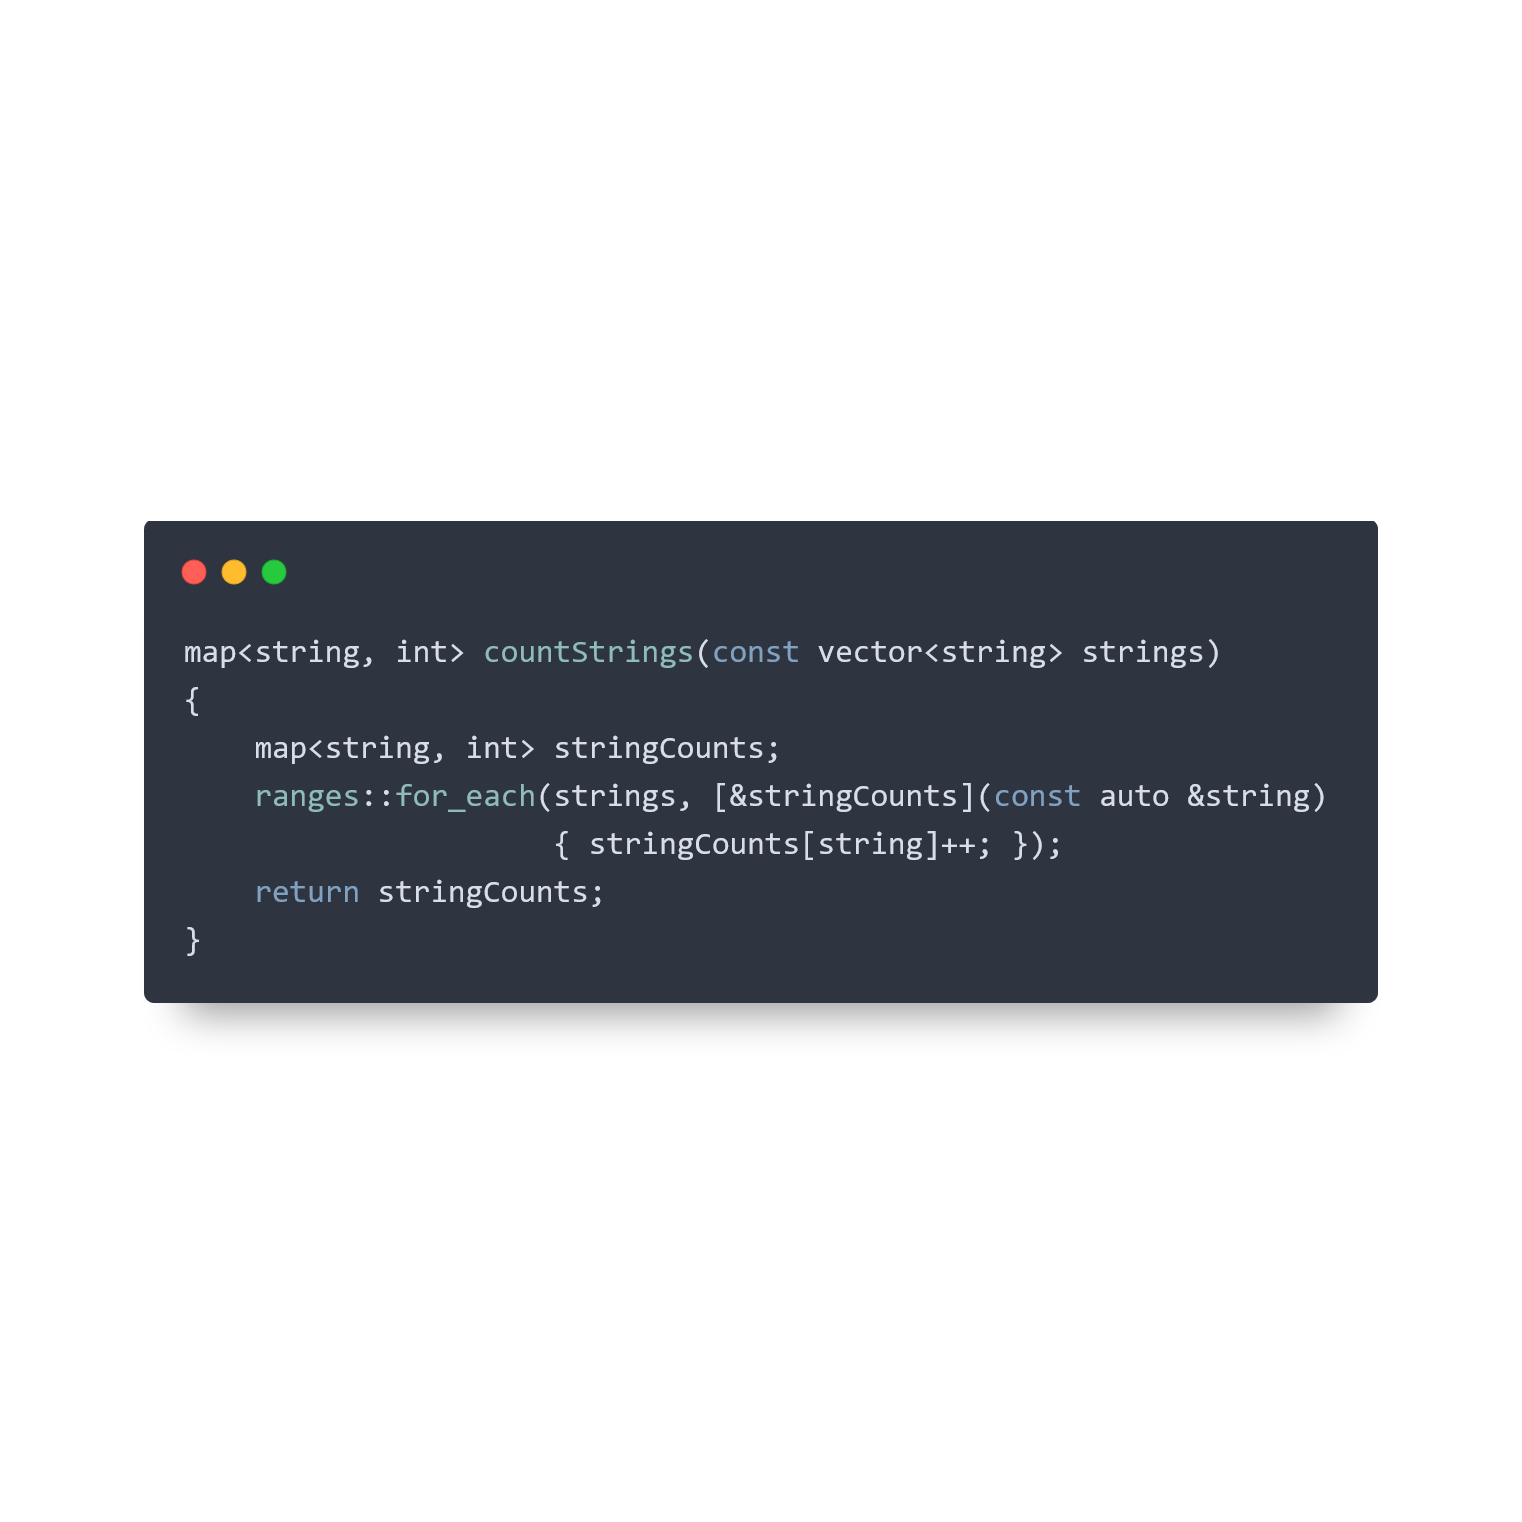 map<string, int> countStrings(const vector<string> strings)
{
    map<string, int> stringCounts;
    ranges::for_each(strings, [&stringCounts](const auto &string)
                     { stringCounts[string]++; });
    return stringCounts;
}